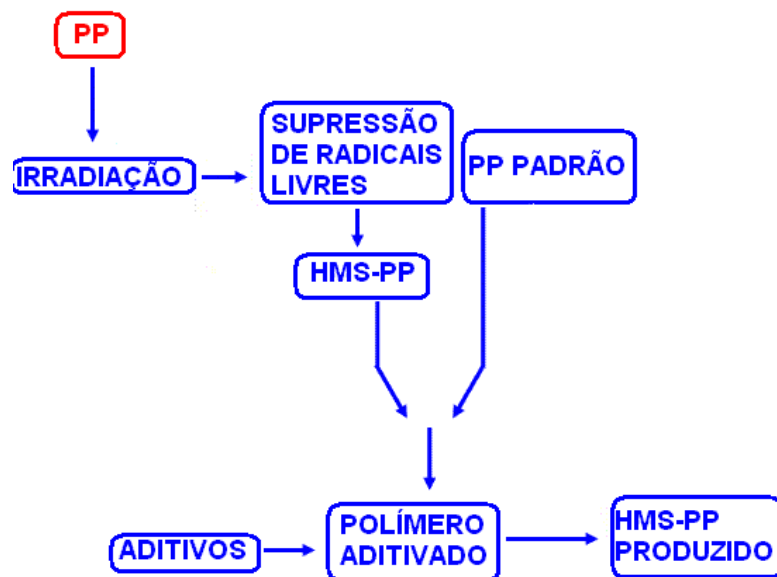 PP
IRRADIAÇÃO
SUPRESSÃO
DE RADICAIS
LIVRES
PP PADRÃO
HMS-PP
ADITIVOS
POLÍMERO
ADITIVADO
HMS-PP
PRODUZIDO